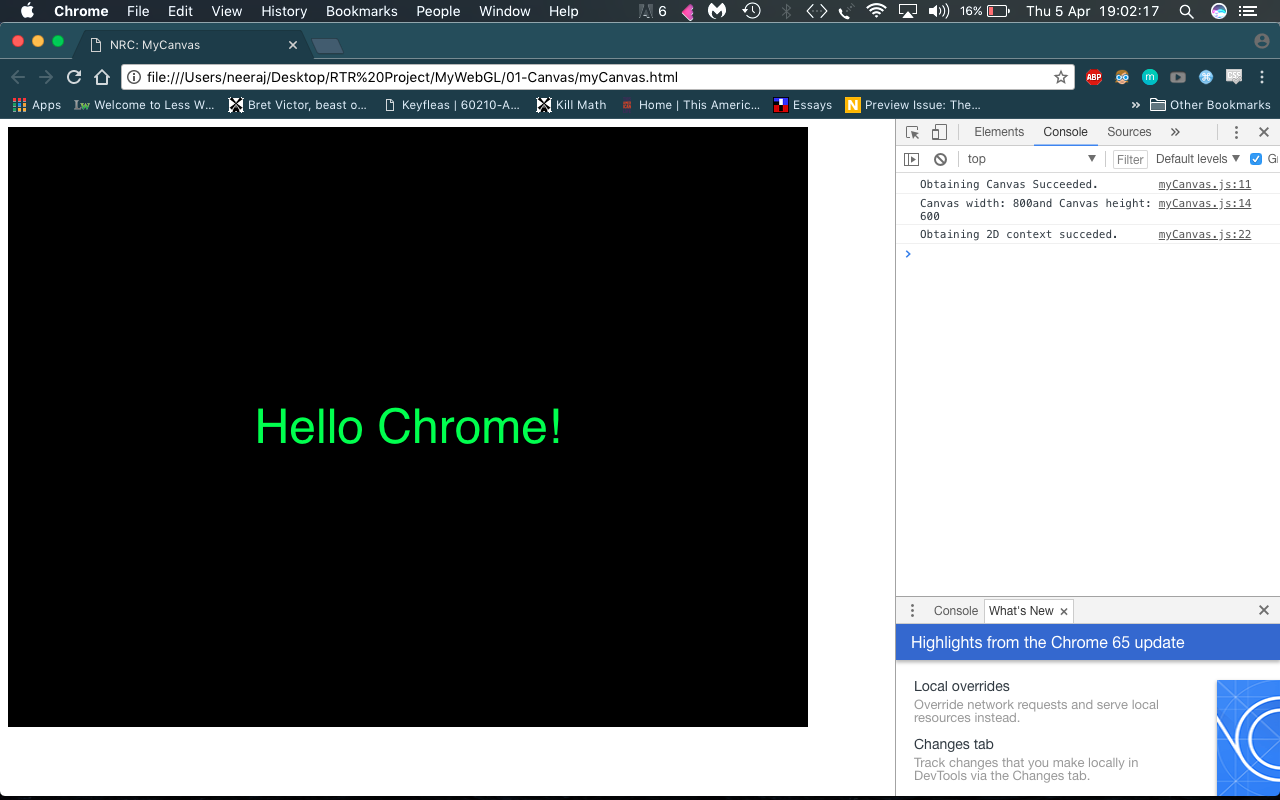 Chrome File Edit View History Bookmarks People Window Help 6 16% Thu 5 Apr 19:02:17
NRC: MyCanvas
file:///Users/neeraj/Desktop/RTR%20Project/MyWebGL/01-Canvas/myCanvas.html ABP m CSP
Apps Lw Welcome to Less W... Bret Victor, beast o... Keyfleas | 60210-A... Kill Math Home | This Americ... Essays N Preview Issue: The... » Other Bookmarks
Elements Console Sources »
top Filter Default levels
Obtaining Canvas Succeeded. myCanvas.js:11
Canvas width: 800and Canvas height: myCanvas.js:14
600
Obtaining 2D context succeded. myCanvas.js:22
Hello Chrome!
Console What's New
Highlights from the Chrome 65 update
Local overrides
Override network requests and serve local
resources instead.
Changes tab
Track changes that you make locally in
DevTools via the Changes tab.